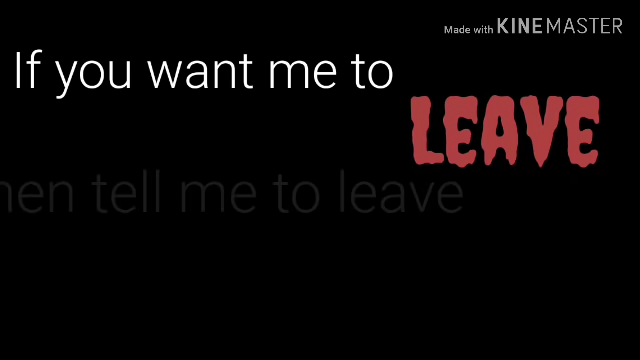 Made with KINEMASTER
If you want me to
LEAVE
hen tell me to leave